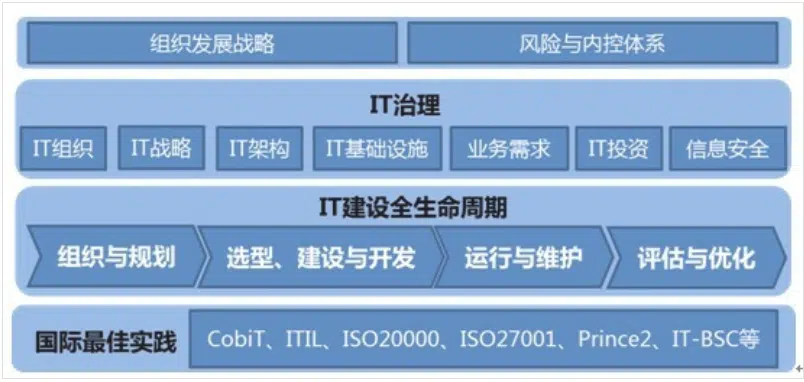 组织发展战略 风险与内控体系
IT治理
IT组织 IT战略 IT架构 IT基础设施 业务需求 IT投资 信息安全
IT建设全生命周期
组织与规划 选型、建设与开发 运行与维护 评估与优化
国际最佳实践 CobiT、ITIL、ISO20000、ISO27001、Prince2、IT-BSC等